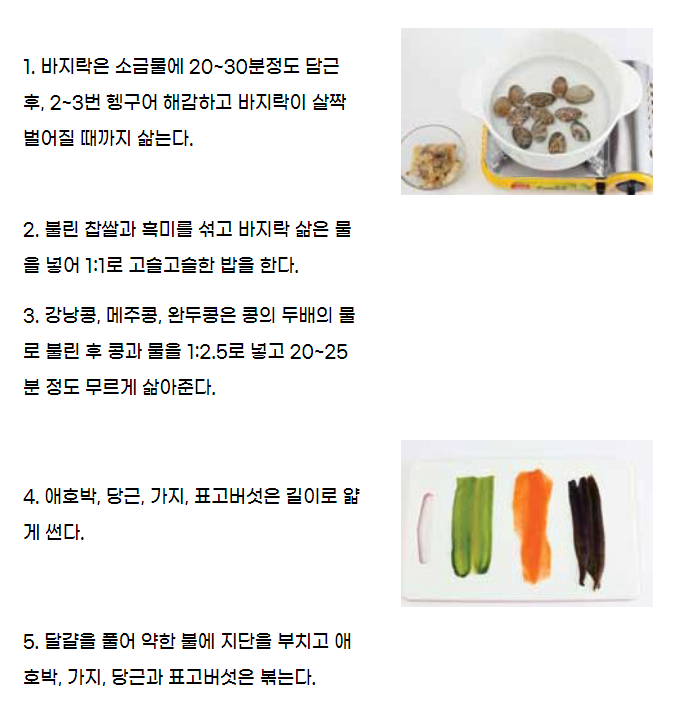 1. 바지락은 소금물에 20~30분정도 담근
후, 2~3번 헹구어 해감하고 바지락이 살짝
벌어질 때까지 삶는다.
2. 불린 찹쌀과 흑미를 섞고 바지락 삶은 물
을 넣어 1:1로 고슬고슬한 밥을 한다.
3. 강낭콩, 메주콩, 완두콩은 콩의 두배의 물
로 불린 후 콩과 물을 1:2.5로 넣고 20~25
분 정도 무르게 삶아준다.
4. 애호박, 당근, 가지, 표고버섯은 길이로 얇
게 썬다.
5. 달걀을 풀어 약한 불에 지단을 부치고 애
호박, 가지, 당근과 표고버섯은 볶는다.